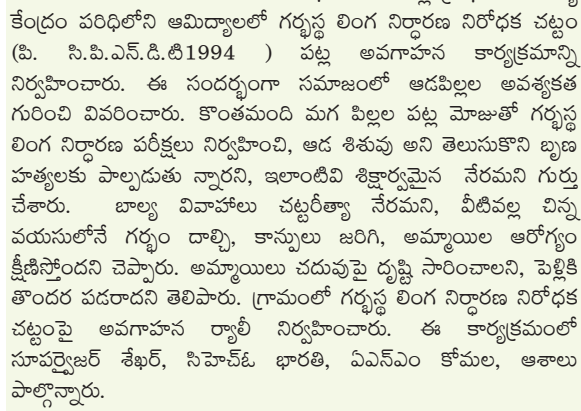 కేంద్రం పరిధిలోని ఆమిద్యాలలో గర్భస్థ లింగ నిర్ధారణ నిరోధక చట్టం
(పి. సి.పి.ఎన్.డి.టి1994 ) పట్ల అవగాహన కార్యక్రమాన్ని
నిర్వహించారు. ఈ సందర్భంగా సమాజంలో ఆడపిల్లల అవశ్యకత
గురించి వివరించారు. కొంతమంది మగ పిల్లల పట్ల మోజుతో గర్భస్థ
లింగ నిర్ధారణ పరీక్షలు నిర్వహించి, ఆడ శిశువు అని తెలుసుకొని బృణ
హత్యలకు పాల్పడుతు న్నారని, ఇలాంటివి శిక్షార్హమైన నేరమని గుర్తు
చేశారు. బాల్య వివాహాలు చట్టరీత్యా నేరమని, వీటివల్ల చిన్న
వయసులోనే గర్భం దాల్చి, కాన్పులు జరిగి, అమ్మాయిల ఆరోగ్యం
క్షీణిస్తోందని చెప్పారు. అమ్మాయిలు చదువుపై దృష్టి సారించాలని, పెళ్లికి
తొందర పడరాదని తెలిపారు. గ్రామంలో గర్భస్థ లింగ నిర్ధారణ నిరోధక
చట్టంపై అవగాహన ర్యాలీ నిర్వహించారు. ఈ కార్యక్రమంలో
సూపర్వైజర్ శేఖర్, సిహెచ్ఓ భారతి, ఏఎన్ఎం కోమల, ఆశాలు
పాల్గొన్నారు.